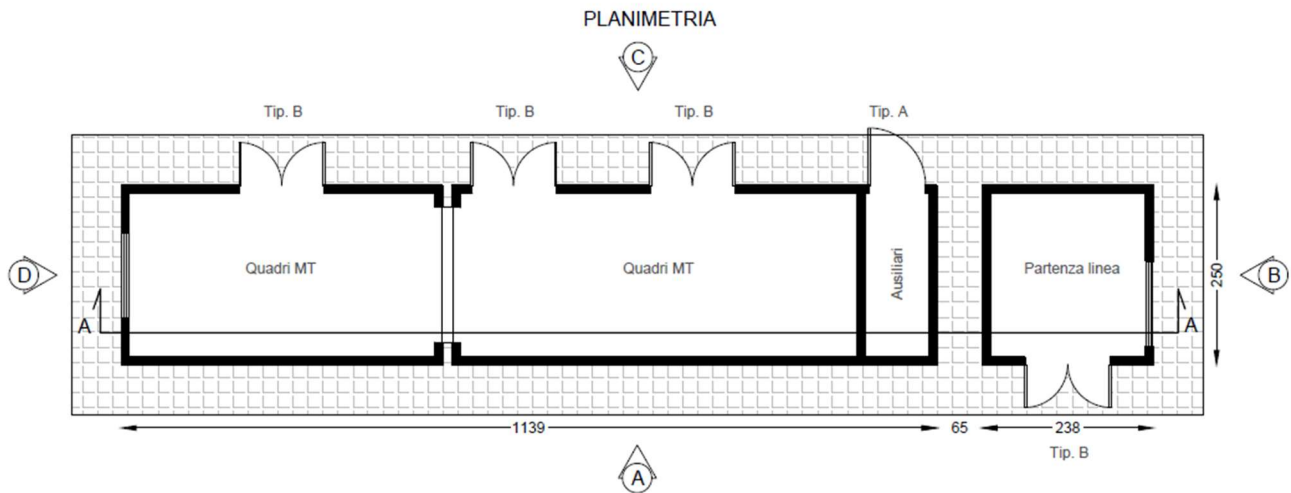 PLANIMETRIA
C
Tip. B
Tip. B
Tip. B
Tip. A
Quadri MT
Quadri MT
Ausiliari
Partenza linea
D
B
250
A
A
1139
65
238
Tip. B
A